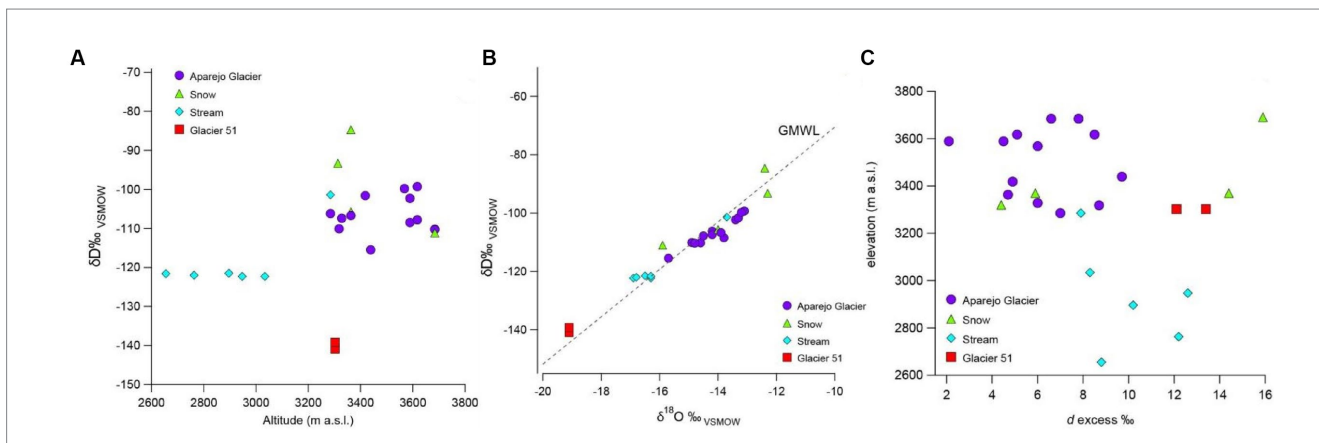 A
-70
-80
-90
-100
-110
-120
-130
-140
-150
δD‰ VSMOW
Aparejo Glacier
Snow
Stream
Glacier 51
2600 2800 3000 3200 3400 3600 3800
Altitude (m a.s.l.)
B
-60
-80
-100
-120
-140
δD‰ VSMOW
GMWL
Aparejo Glacier
Snow
Stream
Glacier 51
-20 -18 -16 -14 -12 -10
δ¹⁸O ‰ VSMOW
C
3800
3600
3400
3200
3000
2800
2600
elevation (m a.s.l.)
Aparejo Glacier
Snow
Stream
Glacier 51
2 4 6 8 10 12 14 16
d excess ‰